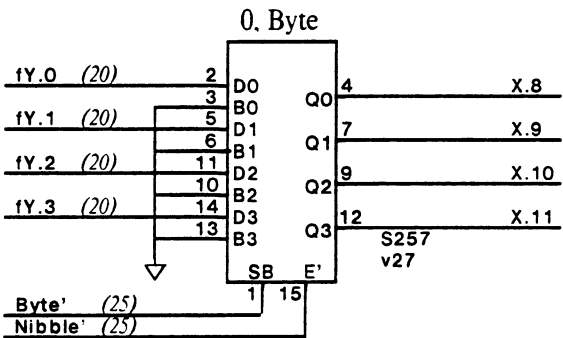 0, Byte
fY.0 (20) 2 D0
3 B0 Q0 4 X.8
fY.1 (20) 5 D1
6 B1 Q1 7 X.9
fY.2 (20) 11 D2
10 B2 Q2 9 X.10
fY.3 (20) 14 D3
13 B3 Q3 12 X.11
S257
v27
SB E'
1 15
Byte' (25)
Nibble' (25)